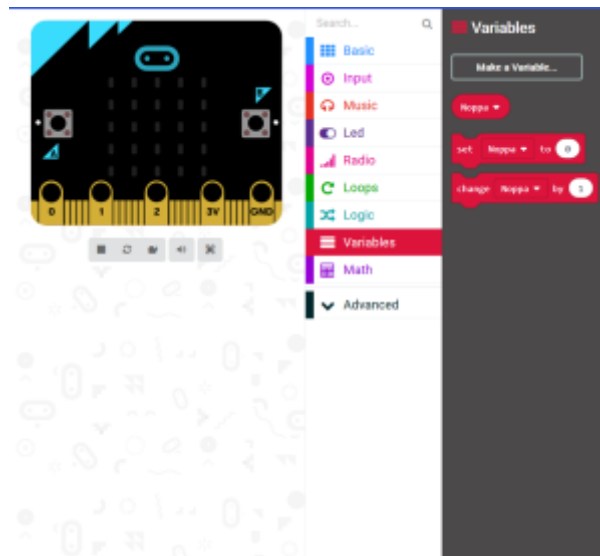 Search...
Variables
Basic
Make a Variable...
Input
Noppa
Music
Led
set Noppa to 0
Radio
change Noppa by 1
Loops
Logic
Variables
Math
Advanced
B
A
0 1 2 3V GND